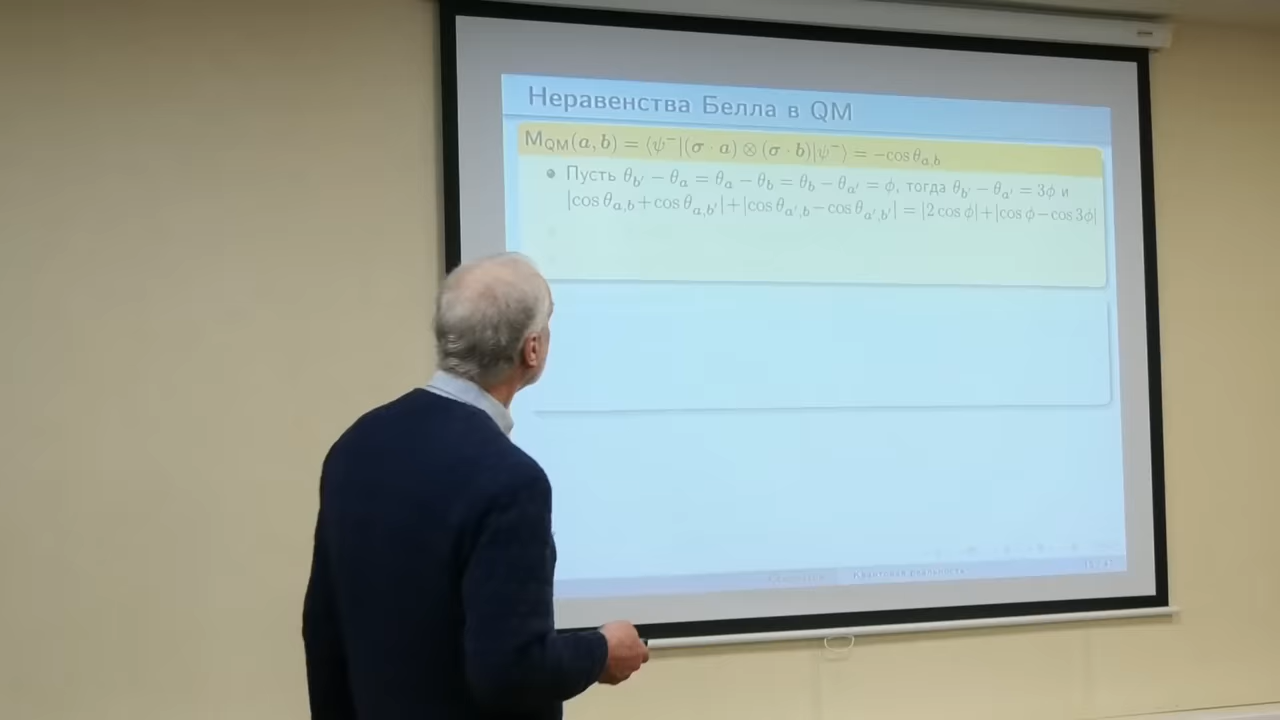 Неравенства Белла в QM
M_QM(a, b) = ⟨ψ⁻|(σ · a) ⊗ (σ · b)|ψ⁻⟩ = −cos θ_{a,b}
Пусть θ_{b'} − θ_a = θ_a − θ_b = θ_b − θ_{a'} = ϕ, тогда θ_{b'} − θ_{a'} = 3ϕ и
|cos θ_{a,b} + cos θ_{a,b'}| + |cos θ_{a',b} − cos θ_{a',b'}| = |2 cos ϕ| + |cos ϕ − cos 3ϕ|
Квантовая реальность